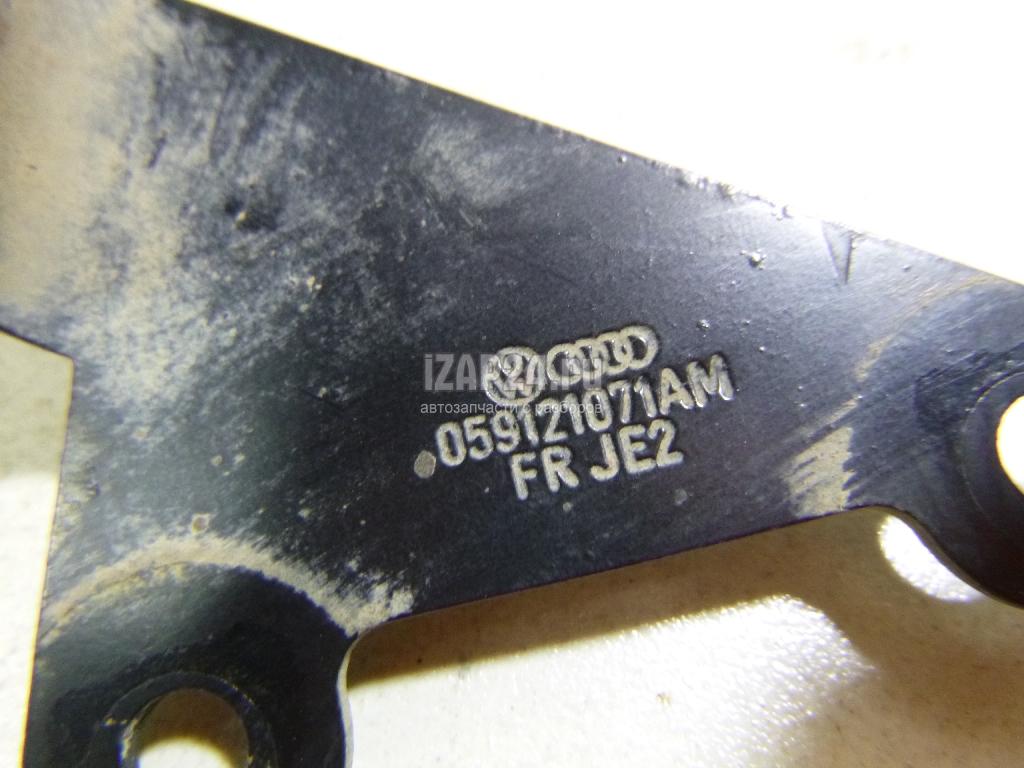 iZAP24.RU
автозапчасти с разборов
059121071AM
FR JE2